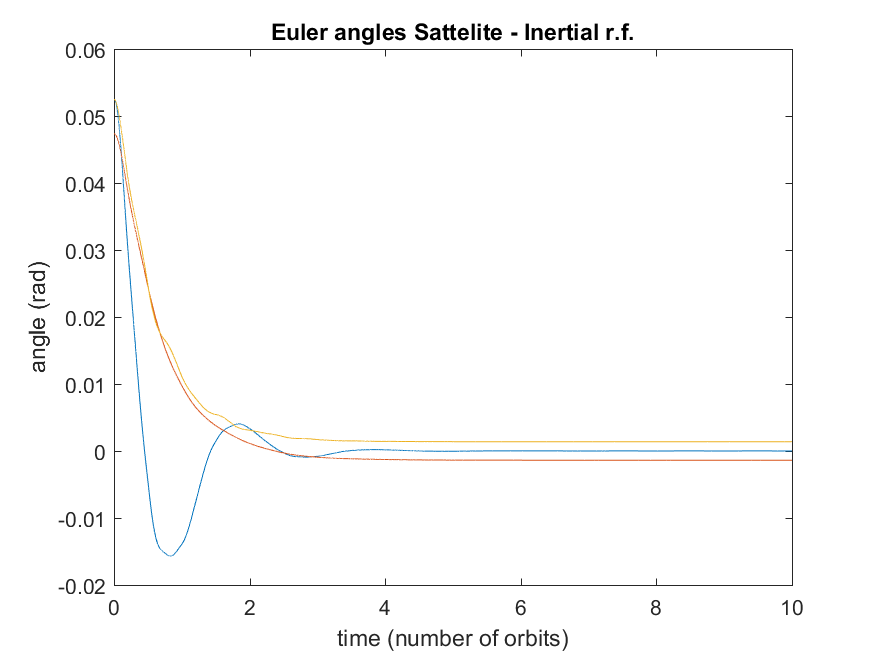 Euler angles Sattelite - Inertial r.f.
0.06
0.05
0.04
0.03
0.02
0.01
0
-0.01
-0.02
angle (rad)
0 2 4 6 8 10
time (number of orbits)